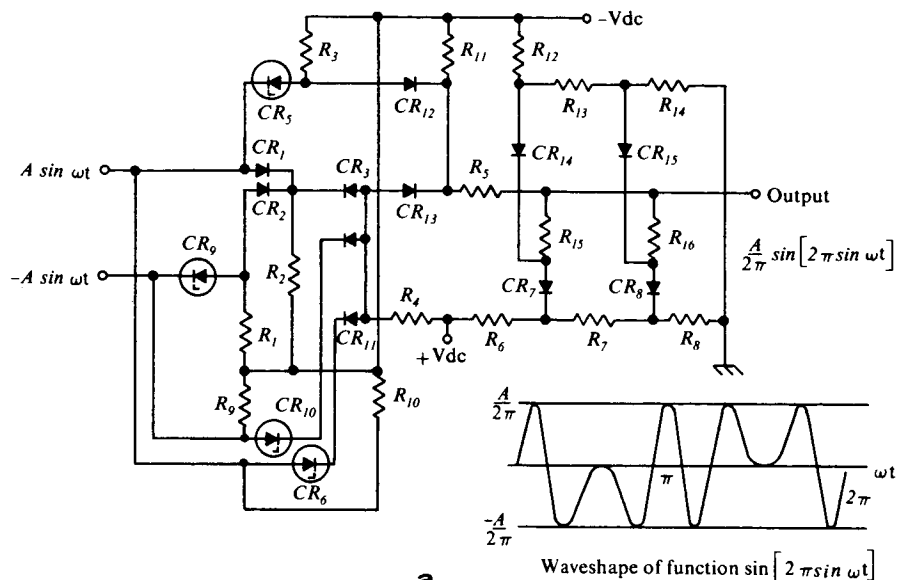 −Vdc
R3
R11
R12
R13
R14
CR5
CR12
CR1
CR14
CR15
A sin ωt
CR3
R5
CR2
CR13
Output
CR9
R15
R16
A/2π sin[2π sin ωt]
−A sin ωt
R2
CR7
CR8
R4
R1
CR11
+Vdc
R6
R7
R8
R9
CR10
R10
A/2π
CR6
ωt
π
2π
-A/2π
a
Waveshape of function sin[2 π sin ωt]